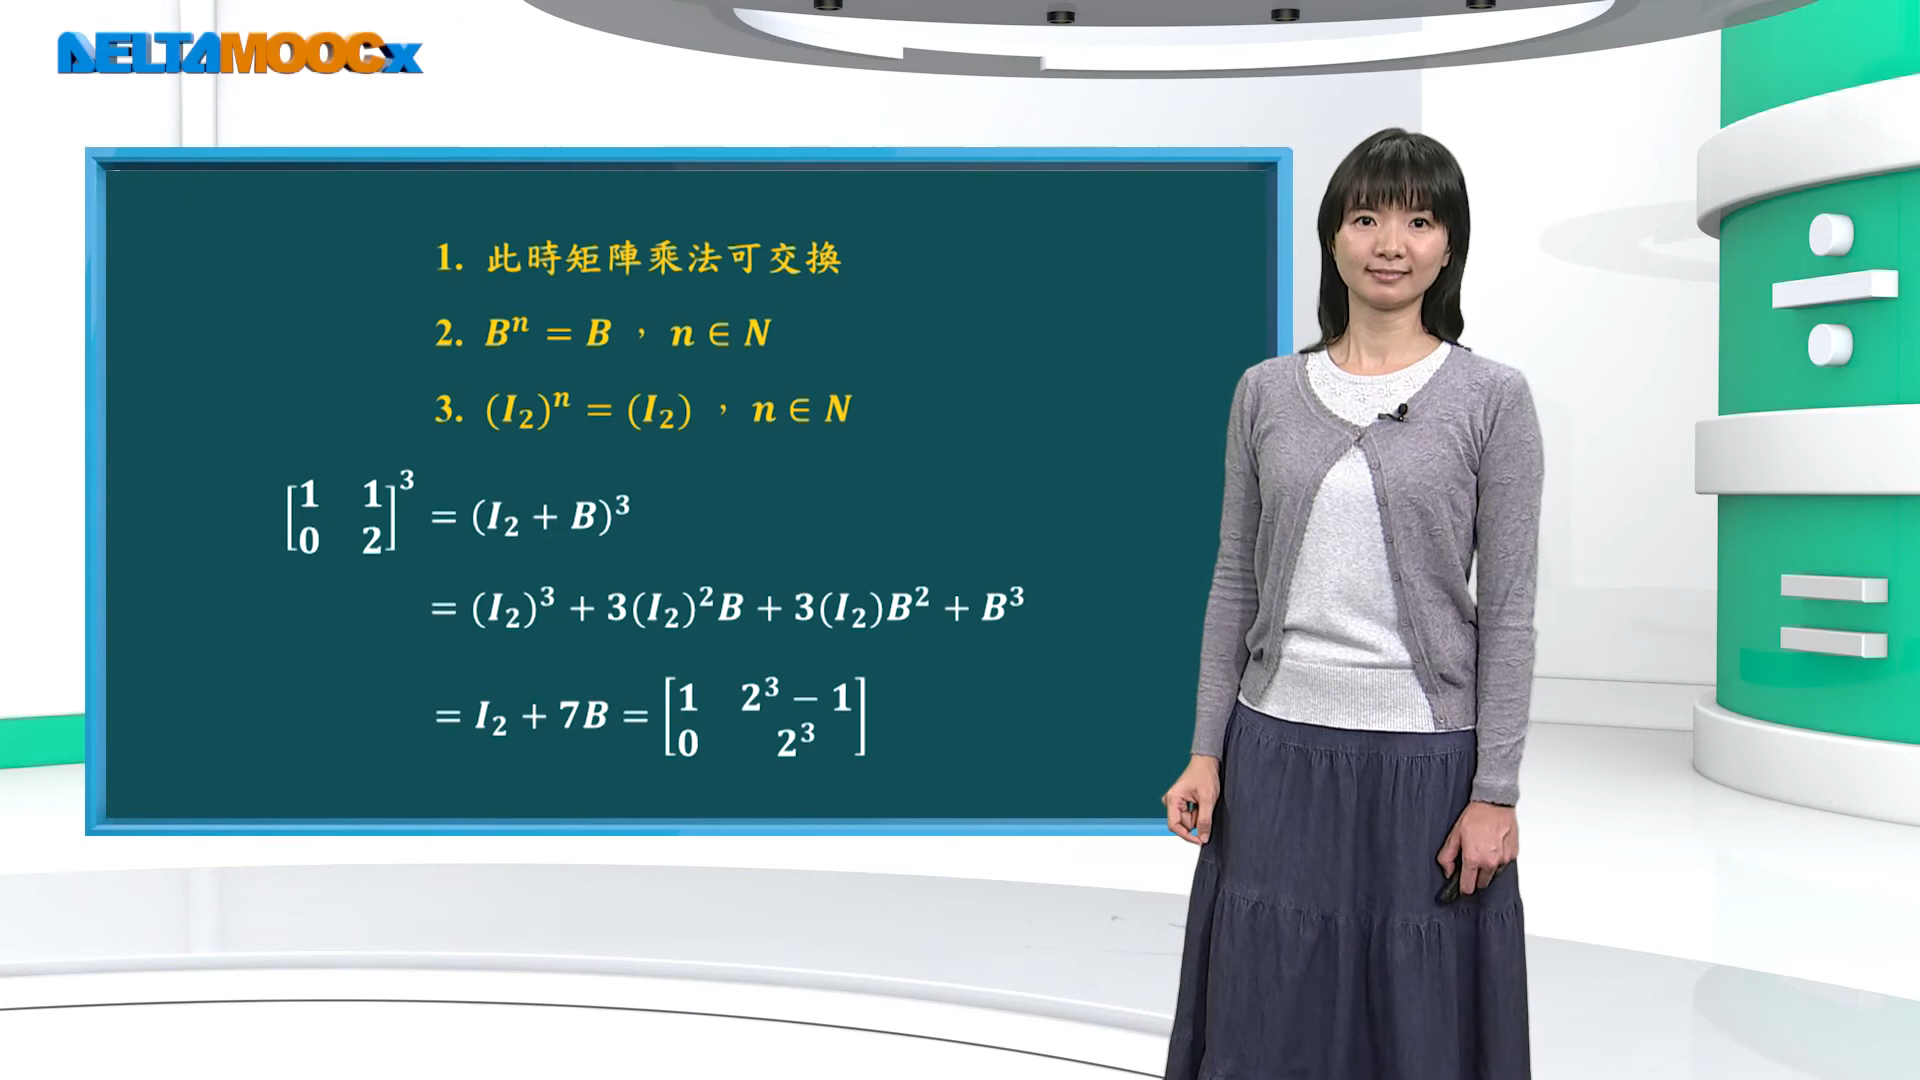 DELTAMOOCx
1. 此時矩陣乘法可交換
2. Bⁿ = B ， n ∈ N
3. (I₂)ⁿ = (I₂) ， n ∈ N
[1 1; 0 2]³ = (I₂ + B)³
= (I₂)³ + 3(I₂)²B + 3(I₂)B² + B³
= I₂ + 7B = [1 2³ − 1; 0 2³]